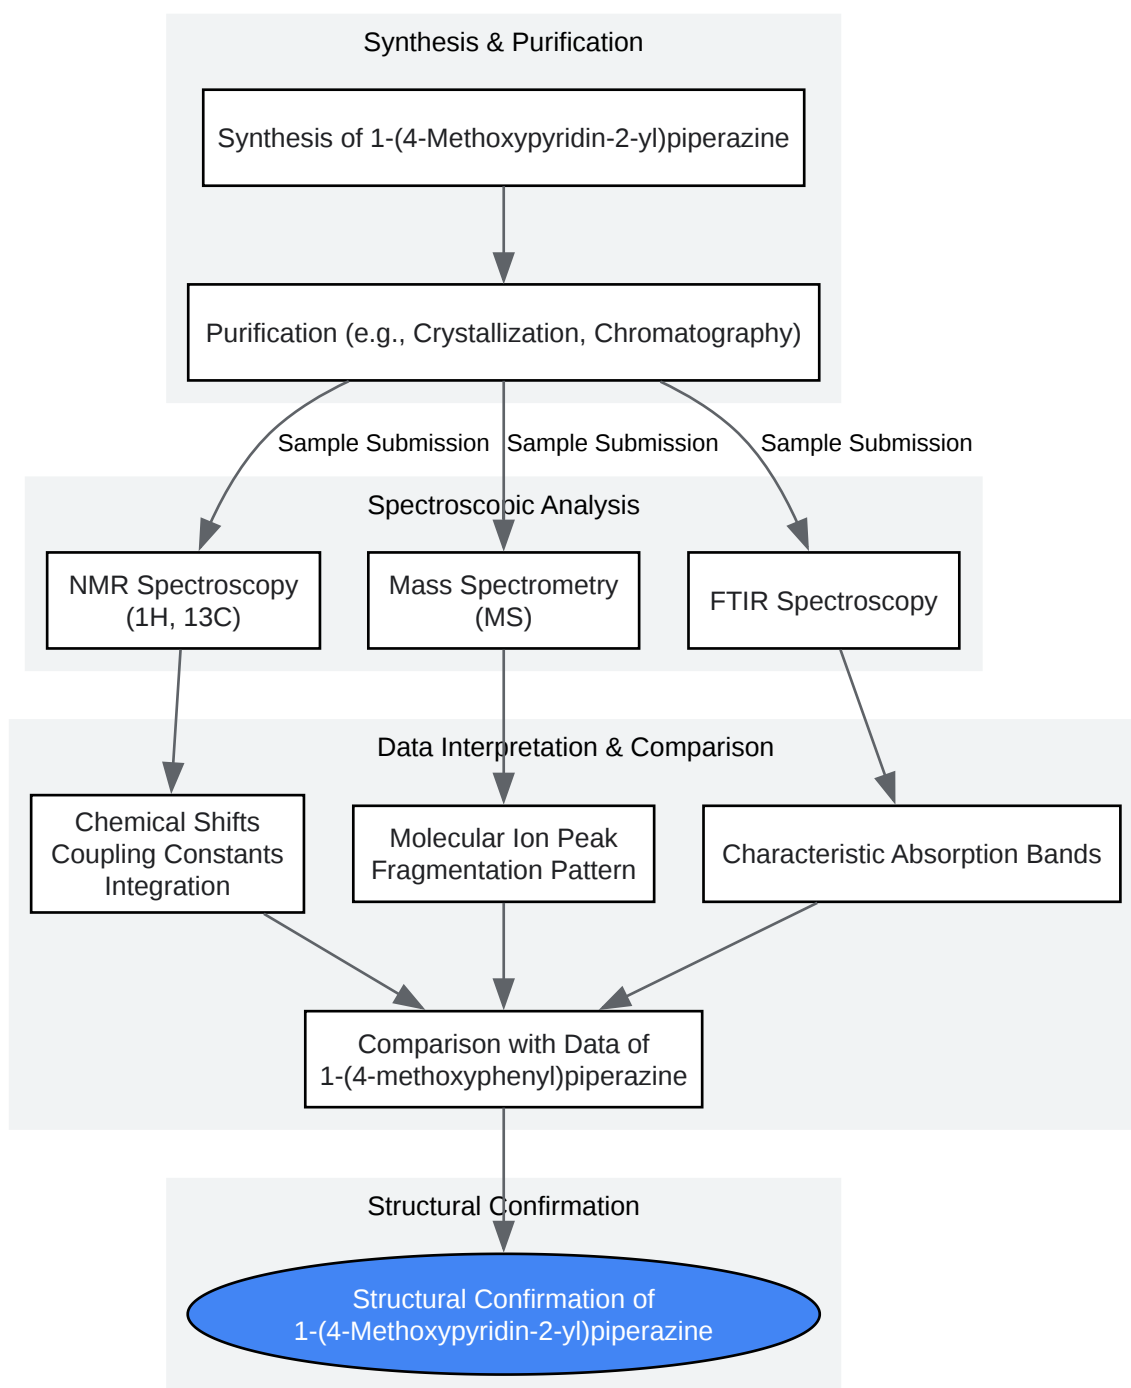 Synthesis & Purification
Synthesis of 1-(4-Methoxypyridin-2-yl)piperazine
Purification (e.g., Crystallization, Chromatography)
Sample Submission
Sample Submission
Sample Submission
Spectroscopic Analysis
NMR Spectroscopy
(1H, 13C)
Mass Spectrometry
(MS)
FTIR Spectroscopy
Data Interpretation & Comparison
Chemical Shifts
Coupling Constants
Integration
Molecular Ion Peak
Fragmentation Pattern
Characteristic Absorption Bands
Comparison with Data of
1-(4-methoxyphenyl)piperazine
Structural Confirmation
Structural Confirmation of
1-(4-Methoxypyridin-2-yl)piperazine